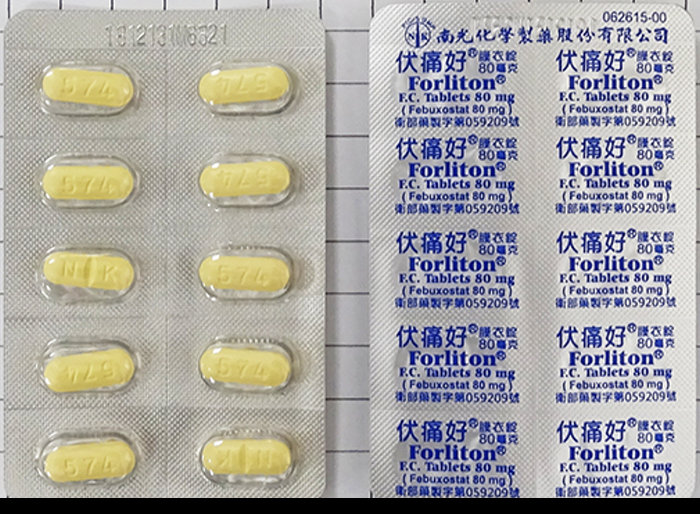 574
574
574
574
N K
574
574
574
574
N K
062615-00
NK 南光化學製藥股份有限公司
伏痛好® 護衣錠 80毫克
Forliton®
F.C. Tablets 80 mg
( Febuxostat 80 mg )
衛部藥製字第059209號
伏痛好® 護衣錠 80毫克
Forliton®
F.C. Tablets 80 mg
( Febuxostat 80 mg )
衛部藥製字第059209號
伏痛好® 護衣錠 80毫克
Forliton®
F.C. Tablets 80 mg
( Febuxostat 80 mg )
衛部藥製字第059209號
伏痛好® 護衣錠 80毫克
Forliton®
F.C. Tablets 80 mg
( Febuxostat 80 mg )
衛部藥製字第059209號
伏痛好® 護衣錠 80毫克
Forliton®
F.C. Tablets 80 mg
( Febuxostat 80 mg )
衛部藥製字第059209號
伏痛好® 護衣錠 80毫克
Forliton®
F.C. Tablets 80 mg
( Febuxostat 80 mg )
衛部藥製字第059209號
伏痛好® 護衣錠 80毫克
Forliton®
F.C. Tablets 80 mg
( Febuxostat 80 mg )
衛部藥製字第059209號
伏痛好® 護衣錠 80毫克
Forliton®
F.C. Tablets 80 mg
( Febuxostat 80 mg )
衛部藥製字第059209號
伏痛好® 護衣錠 80毫克
Forliton®
F.C. Tablets 80 mg
( Febuxostat 80 mg )
衛部藥製字第059209號
伏痛好® 護衣錠 80毫克
Forliton®
F.C. Tablets 80 mg
( Febuxostat 80 mg )
衛部藥製字第059209號